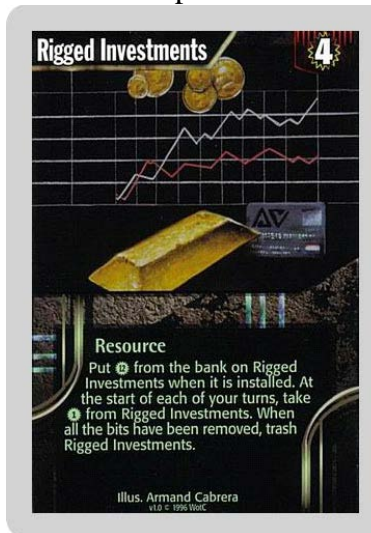 Rigged Investments 4
AV
Resource
Put 12 from the bank on Rigged
Investments when it is installed. At
the start of each of your turns, take
1 from Rigged Investments. When
all the bits have been removed, trash
Rigged Investments.
Illus. Armand Cabrera
v1.0 © 1996 WotC